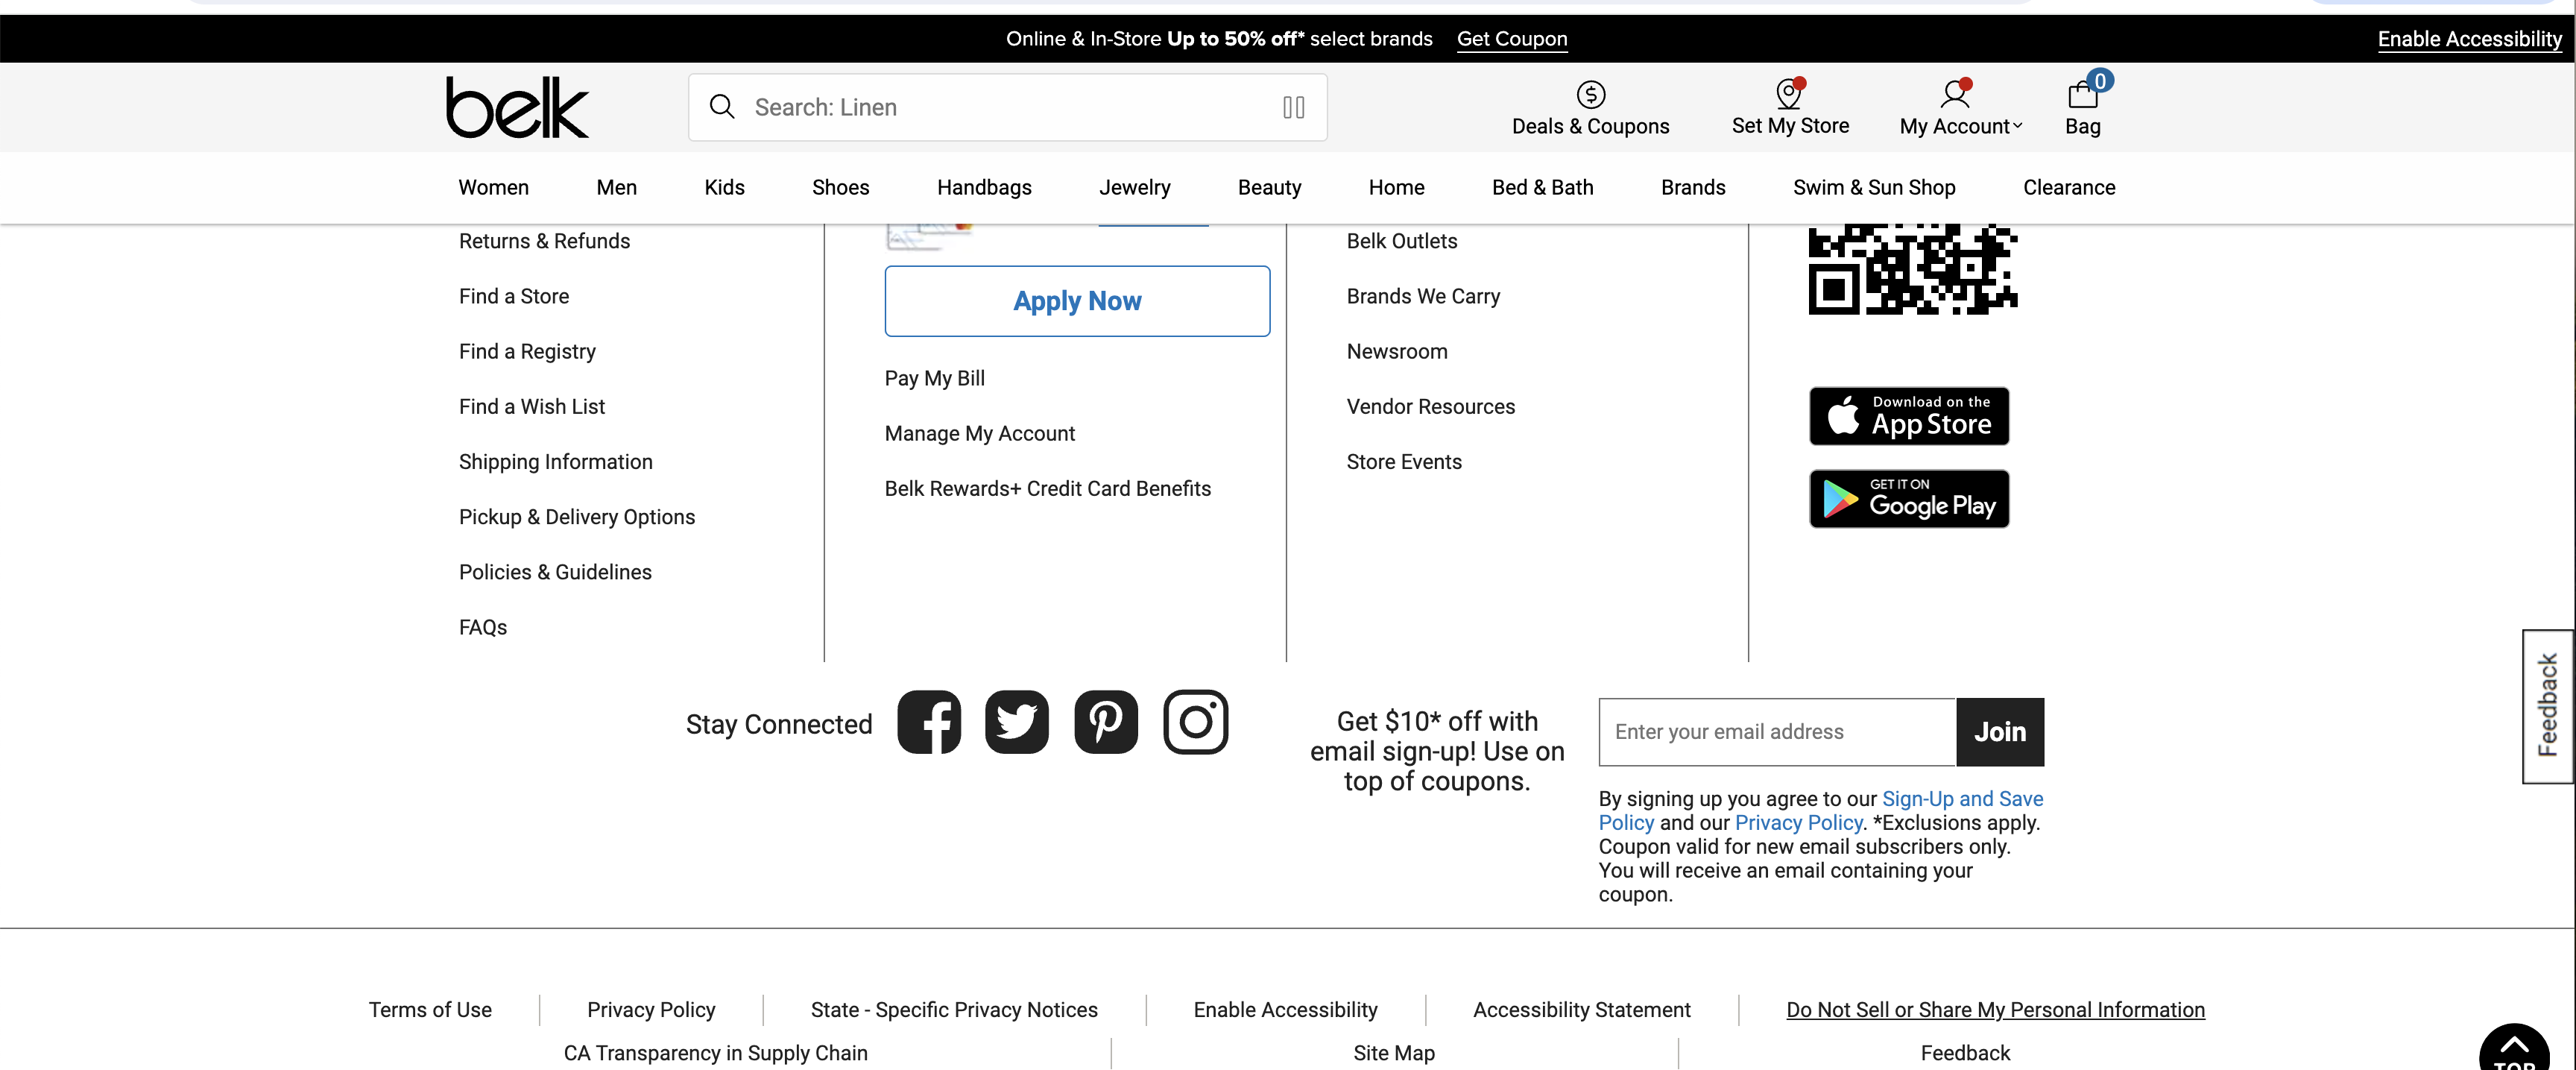 Online & In-Store Up to 50% off* select brands Get Coupon
Enable Accessibility
belk
Search: Linen
Deals & Coupons
Set My Store
My Account
0
Bag
Women Men Kids Shoes Handbags Jewelry Beauty Home Bed & Bath Brands Swim & Sun Shop Clearance
Returns & Refunds
Find a Store
Find a Registry
Find a Wish List
Shipping Information
Pickup & Delivery Options
Policies & Guidelines
FAQs
Apply Now
Pay My Bill
Manage My Account
Belk Rewards+ Credit Card Benefits
Belk Outlets
Brands We Carry
Newsroom
Vendor Resources
Store Events
Download on the
App Store
GET IT ON
Google Play
Feedback
Stay Connected
Get $10* off with
email sign-up! Use on
top of coupons.
Enter your email address
Join
By signing up you agree to our Sign-Up and Save
Policy and our Privacy Policy. *Exclusions apply.
Coupon valid for new email subscribers only.
You will receive an email containing your
coupon.
Terms of Use
Privacy Policy
State - Specific Privacy Notices
Enable Accessibility
Accessibility Statement
Do Not Sell or Share My Personal Information
CA Transparency in Supply Chain
Site Map
Feedback
TOP